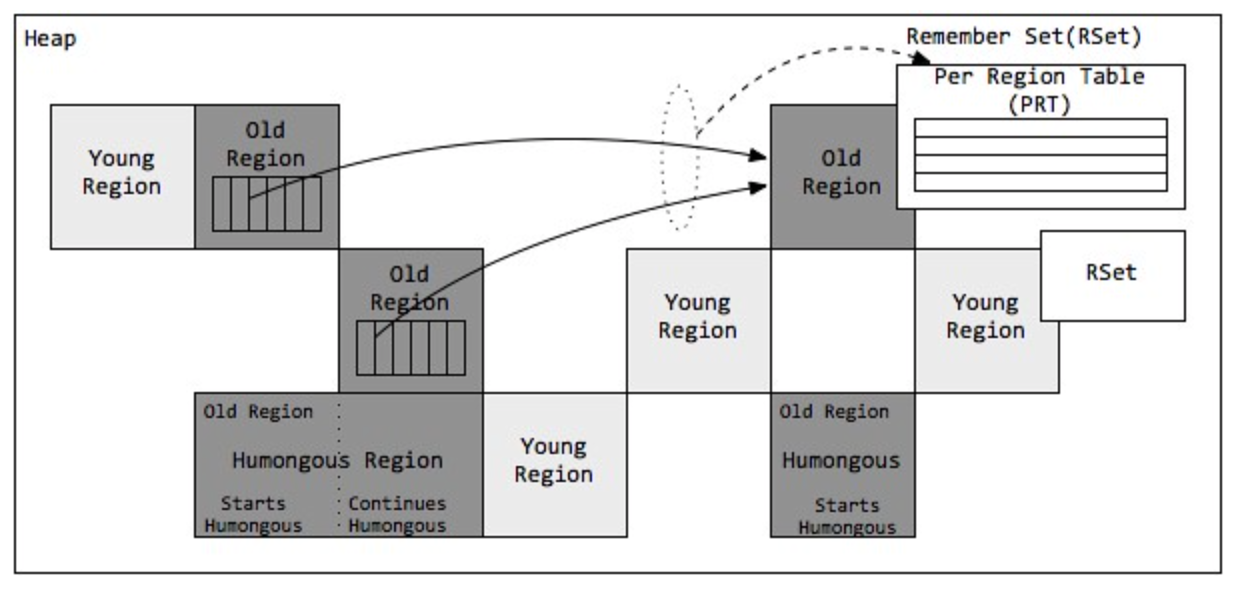 Heap
Remember Set(RSet)
Per Region Table
(PRT)
Young
Region
Old
Region
Old
Region
Old
Region
Young
Region
Young
Region
RSet
Old Region
Humongous Region
Starts
Humongous
Continues
Humongous
Young
Region
Old Region
Humongous
Starts
Humongous